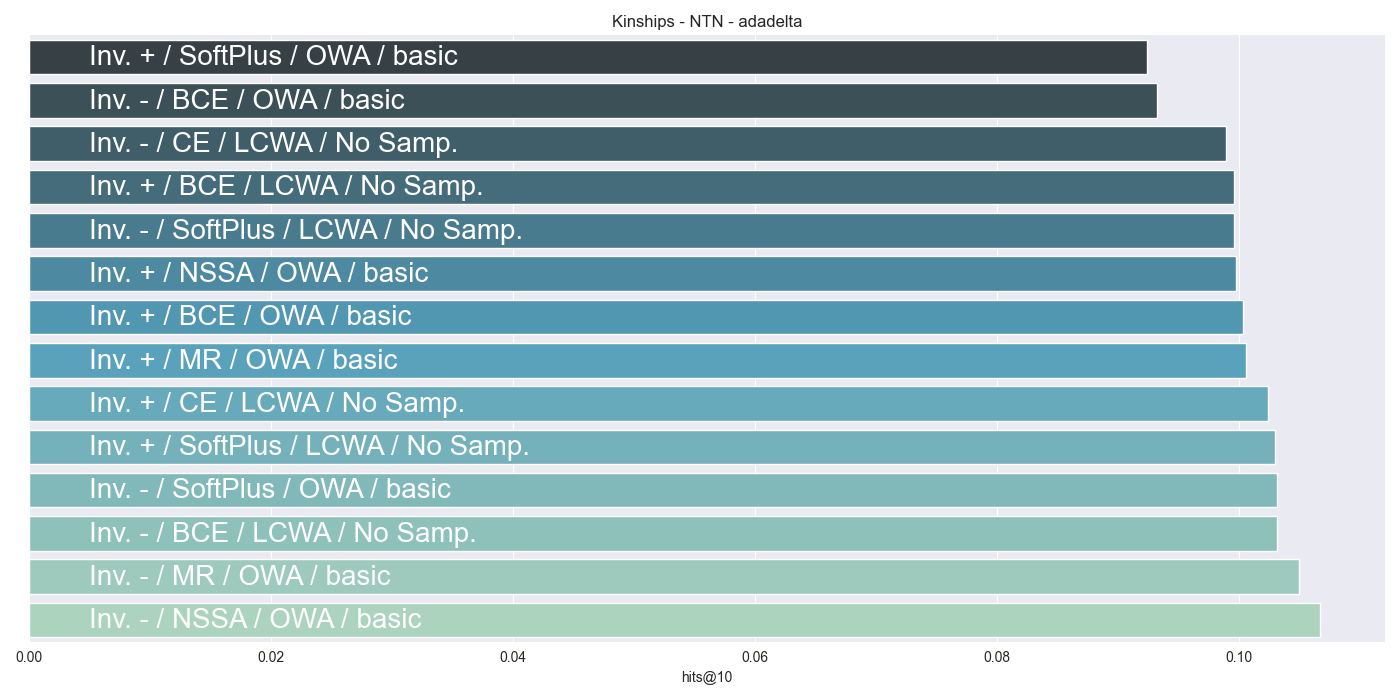 Kinships - NTN - adadelta
Inv. + / SoftPlus / OWA / basic
Inv. - / BCE / OWA / basic
Inv. - / CE / LCWA / No Samp.
Inv. + / BCE / LCWA / No Samp.
Inv. - / SoftPlus / LCWA / No Samp.
Inv. + / NSSA / OWA / basic
Inv. + / BCE / OWA / basic
Inv. + / MR / OWA / basic
Inv. + / CE / LCWA / No Samp.
Inv. + / SoftPlus / LCWA / No Samp.
Inv. - / SoftPlus / OWA / basic
Inv. - / BCE / LCWA / No Samp.
Inv. - / MR / OWA / basic
Inv. - / NSSA / OWA / basic
0.00 0.02 0.04 0.06 0.08 0.10
hits@10